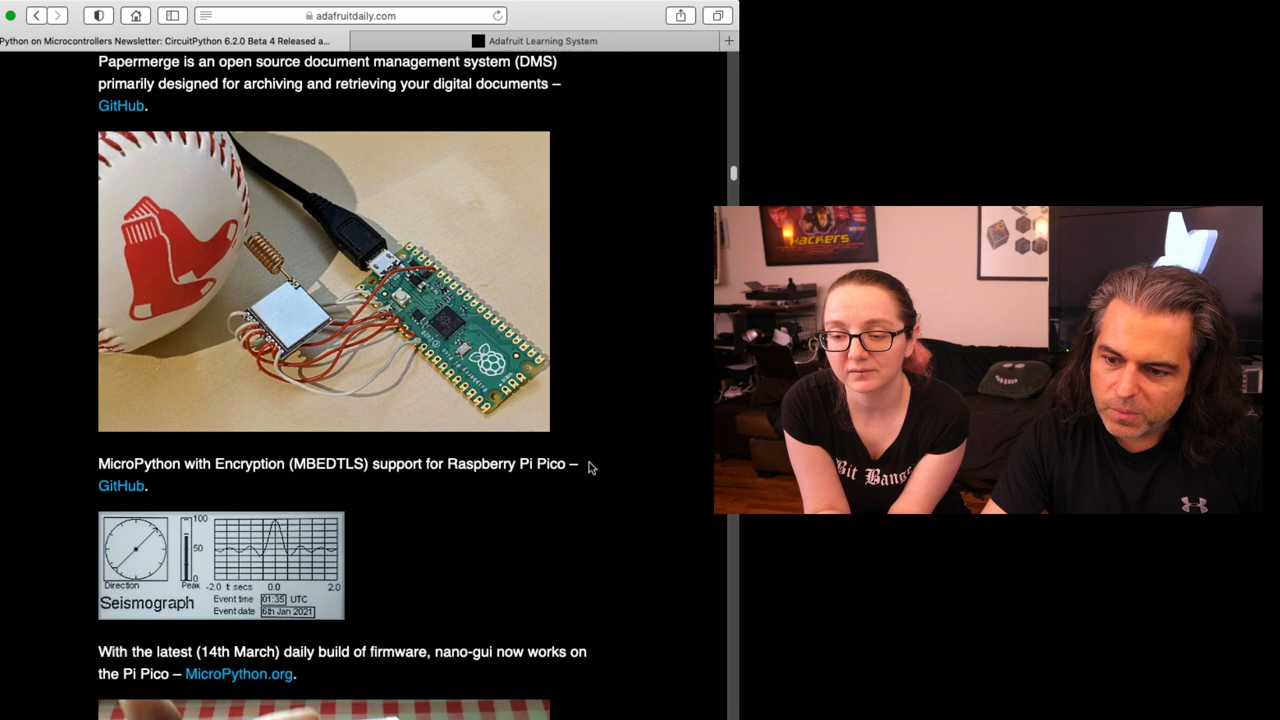 adafruitdaily.com
Python on Microcontrollers Newsletter: CircuitPython 6.2.0 Beta 4 Released a...
Adafruit Learning System
Papermerge is an open source document management system (DMS)
primarily designed for archiving and retrieving your digital documents –
GitHub.
MicroPython with Encryption (MBEDTLS) support for Raspberry Pi Pico –
GitHub.
100
50
0
Direction
Peak
-2.0 t secs 0.0 2.0
Seismograph
Event time 01:35 UTC
Event date 6th Jan 2021
With the latest (14th March) daily build of firmware, nano-gui now works on
the Pi Pico – MicroPython.org.
HACKERS
Bit Bang